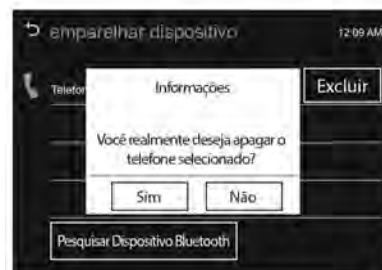 emparelhar dispositivo 12:09 AM
Informações
Excluir
Você realmente deseja apagar o
telefone selecionado?
Sim Não
Pesquisar Dispositivo Bluetooth